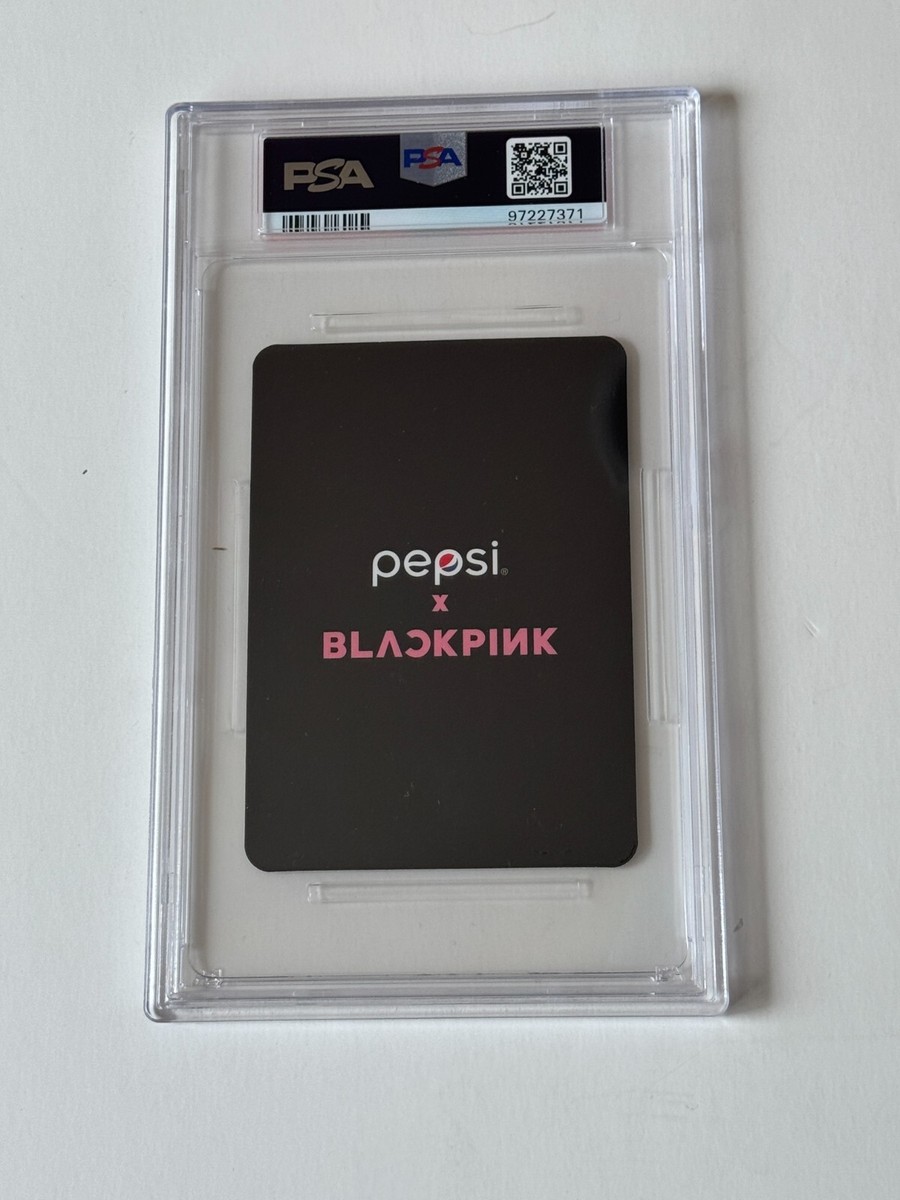 PSA
PSA
97227371
pepsi®
x
BLACKPINK